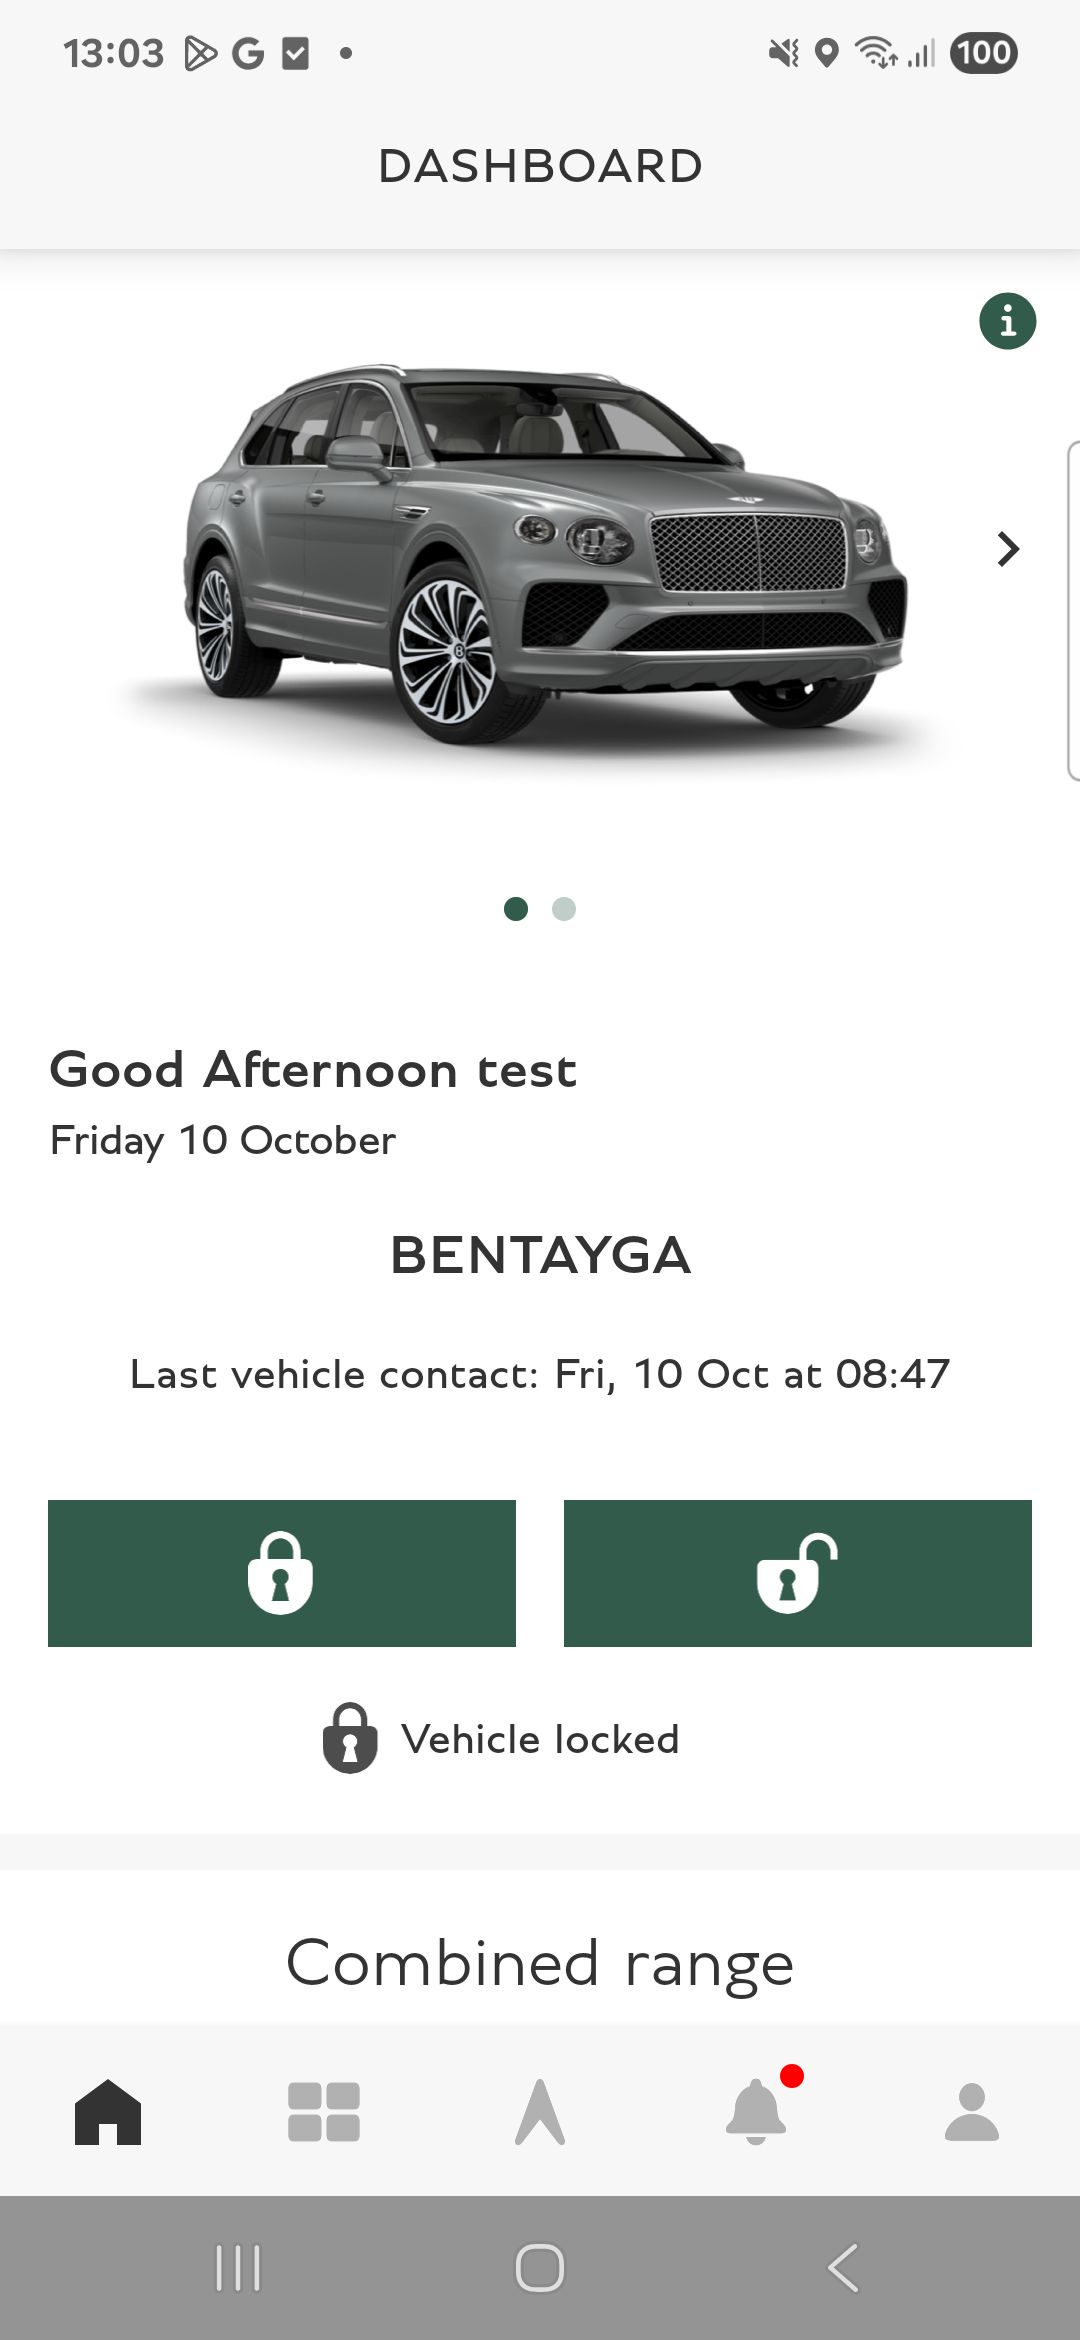 13:03
100
DASHBOARD
Good Afternoon test
Friday 10 October
BENTAYGA
Last vehicle contact: Fri, 10 Oct at 08:47
Vehicle locked
Combined range